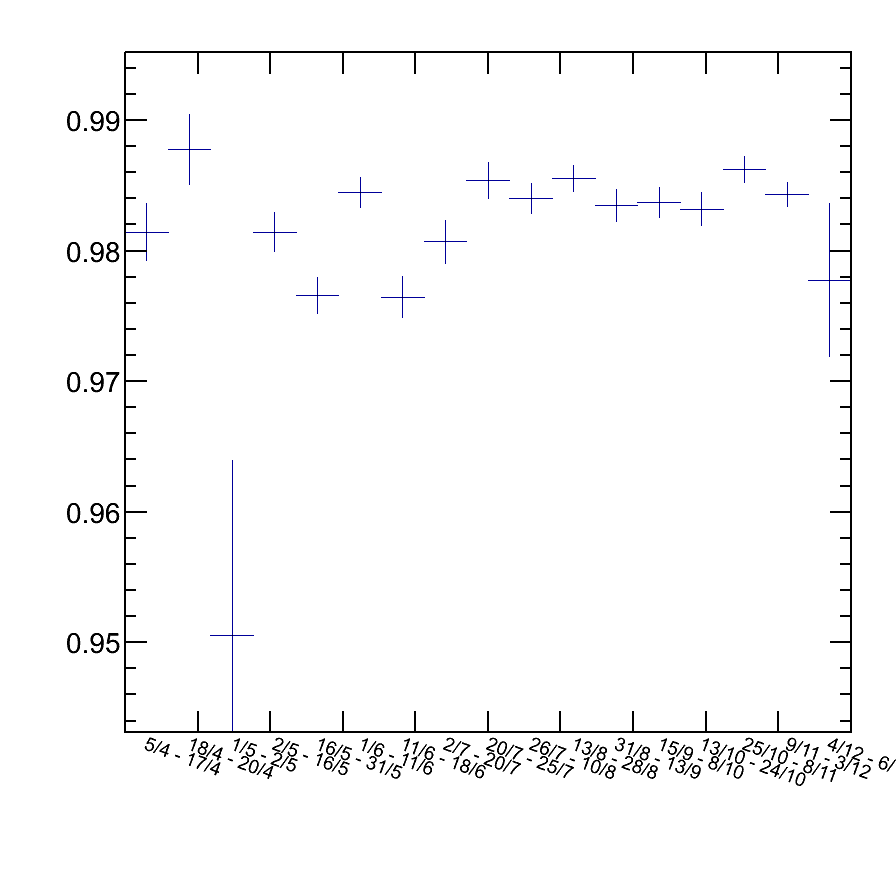 0.99
0.98
0.97
0.96
0.95
5/4 - 17/4
18/4 - 20/4
1/5 - 2/5
2/5 - 16/5
16/5 - 31/5
1/6 - 11/6
11/6 - 18/6
2/7 - 20/7
20/7 - 25/7
26/7 - 10/8
13/8 - 28/8
31/8 - 13/9
15/9 - 8/10
13/10 - 24/10
25/10 - 8/11
9/11 - 3/12
4/12 - 6/